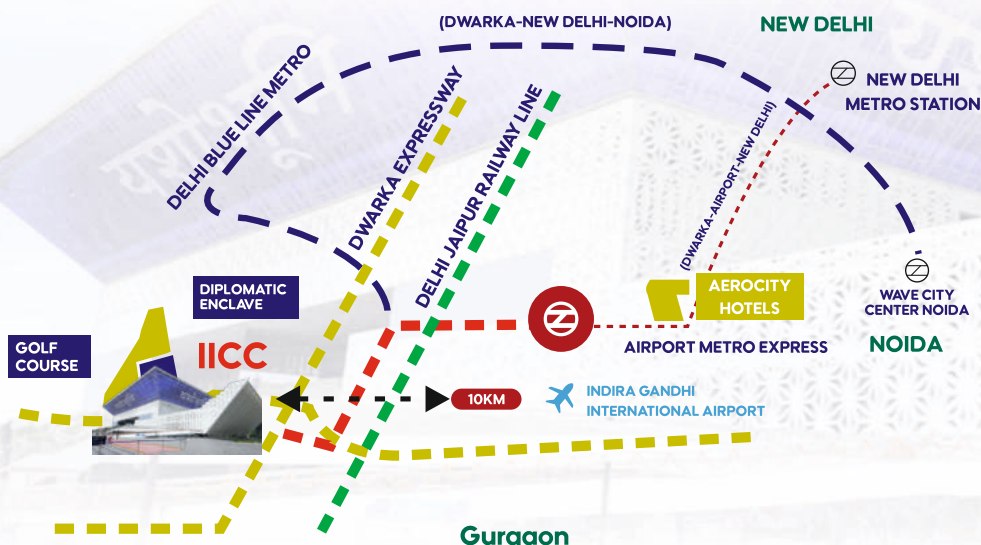 (DWARKA-NEW DELHI-NOIDA)
NEW DELHI
NEW DELHI
METRO STATION
DELHI BLUE LINE METRO
DWARKA EXPRESSWAY
DELHI JAIPUR RAILWAY LINE
(DWARKA-AIRPORT-NEW DELHI)
DIPLOMATIC
ENCLAVE
AEROCITY
HOTELS
WAVE CITY
CENTER NOIDA
GOLF
COURSE
IICC
AIRPORT METRO EXPRESS
NOIDA
10KM
INDIRA GANDHI
INTERNATIONAL AIRPORT
Gurgaon